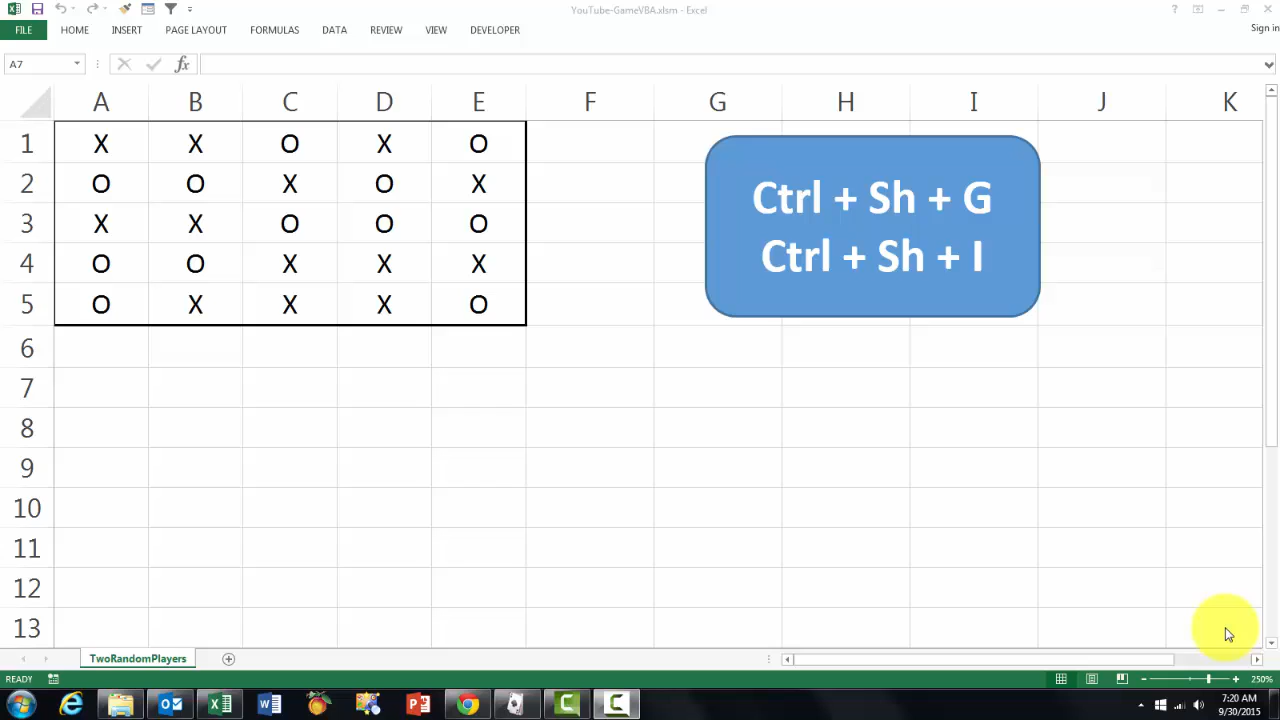 YouTube-GameVBA.xlsm - Excel
FILE HOME INSERT PAGE LAYOUT FORMULAS DATA REVIEW VIEW DEVELOPER Sign in
A7 fx
A B C D E F G H I J K
1 X X O X O
2 O O X O X
3 X X O O O
4 O O X X X
5 O X X X O
6
7
8
9
10
11
12
13
Ctrl + Sh + G
Ctrl + Sh + I
TwoRandomPlayers
READY 250%
7:20 AM
9/30/2015